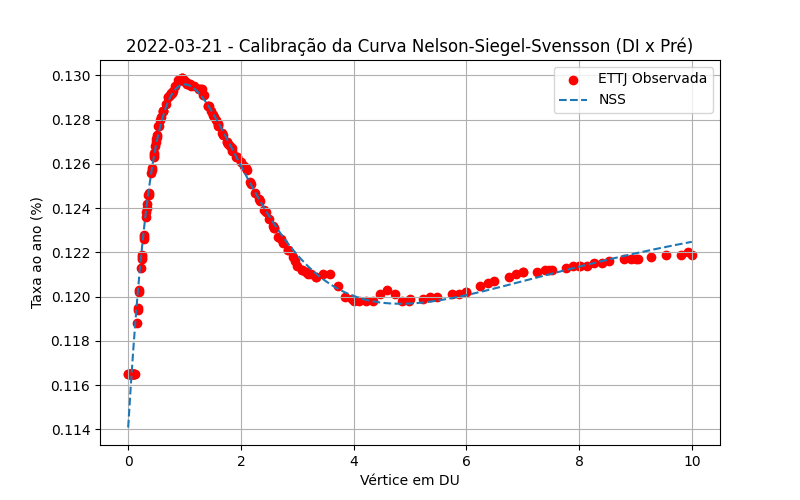 2022-03-21 - Calibração da Curva Nelson-Siegel-Svensson (DI x Pré)
ETTJ Observada
NSS
Taxa ao ano (%)
0.130
0.128
0.126
0.124
0.122
0.120
0.118
0.116
0.114
0 2 4 6 8 10
Vértice em DU